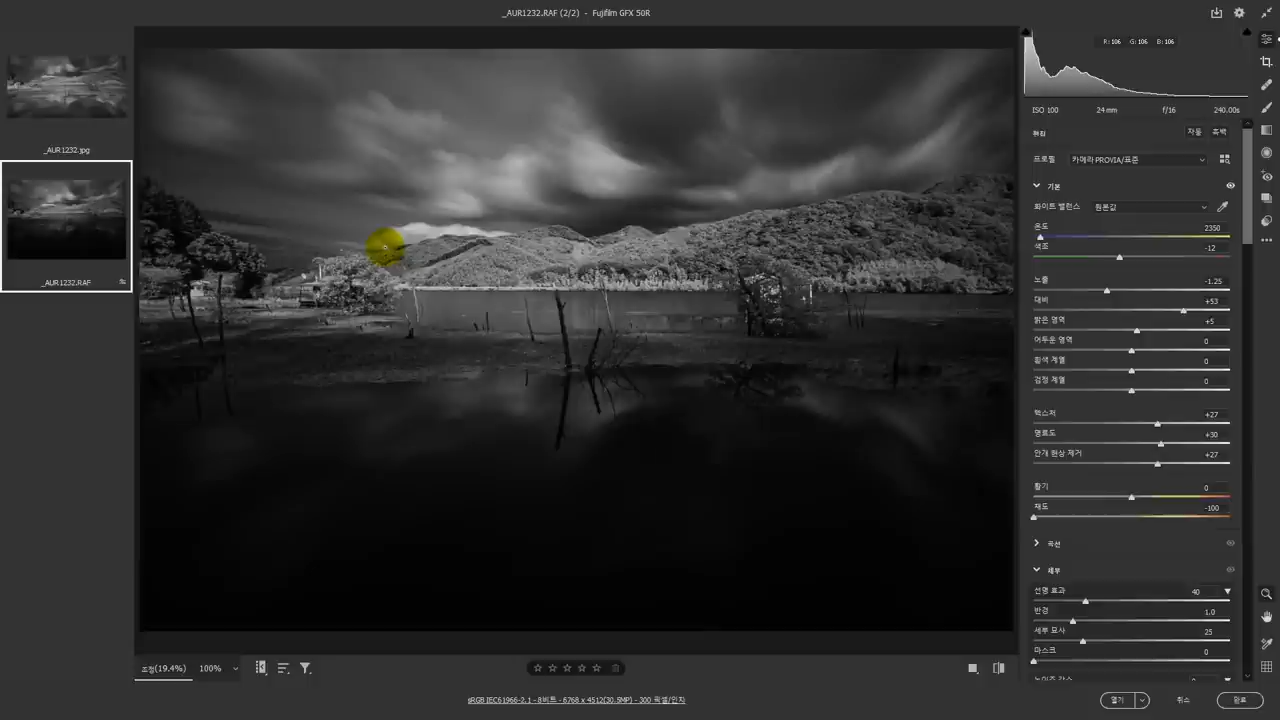 _AUR1232.RAF (2/2) - Fujifilm GFX 50R
_AUR1232.jpg
_AUR1232.RAF
R: 106 G: 106 B: 106
ISO 100 24 mm f/16 240.00s
편집 자동 흑백
프로필 카메라 PROVIA/표준
기본
화이트 밸런스 원본값
온도 2350
색조 -12
노출 -1.25
대비 +53
밝은 영역 +5
어두운 영역 0
흰색 계열 0
검정 계열 0
텍스처 +27
명료도 +30
안개 현상 제거 +27
활기 0
채도 -100
곡선
세부
선명 효과 40
반경 1.0
세부 묘사 25
마스크 0
노이즈 감소
조정(19.4%) 100%
sRGB IEC61966-2.1 - 8비트 - 6768 x 4512(30.5MP) - 300 픽셀/인치
열기 취소 완료